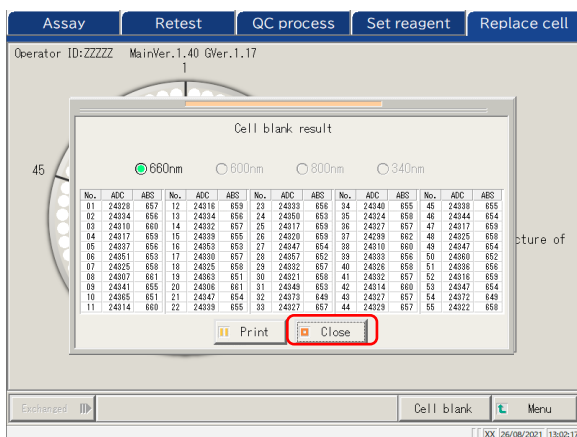 Assay Retest QC process Set reagent Replace cell
Operator ID:ZZZZZ MainVer.1.40 GVer.1.17
1
Cell blank result
45
660nm 600nm 800nm 340nm
No. ADC ABS No. ADC ABS No. ADC ABS No. ADC ABS No. ADC ABS
01 24328 657 12 24316 659 23 24333 656 34 24340 655 45 24338 655
02 24334 656 13 24334 656 24 24350 653 35 24324 658 46 24344 654
03 24310 660 14 24332 657 25 24317 659 36 24327 657 47 24317 659
04 24317 659 15 24339 655 26 24320 659 37 24299 662 48 24325 658
05 24337 656 16 24353 653 27 24347 654 38 24310 660 49 24347 654
06 24351 653 17 24330 657 28 24357 652 39 24333 656 50 24360 652
07 24325 658 18 24325 658 29 24332 657 40 24326 658 51 24336 656
08 24307 661 19 24363 651 30 24321 658 41 24332 657 52 24316 659
09 24341 655 20 24306 661 31 24349 653 42 24314 660 53 24347 654
10 24365 651 21 24347 654 32 24373 649 43 24327 657 54 24372 649
11 24314 660 22 24339 655 33 24327 657 44 24329 657 55 24322 658
cture of
Print Close
Exchanged Cell blank Menu
XX 26/08/2021 13:02:17